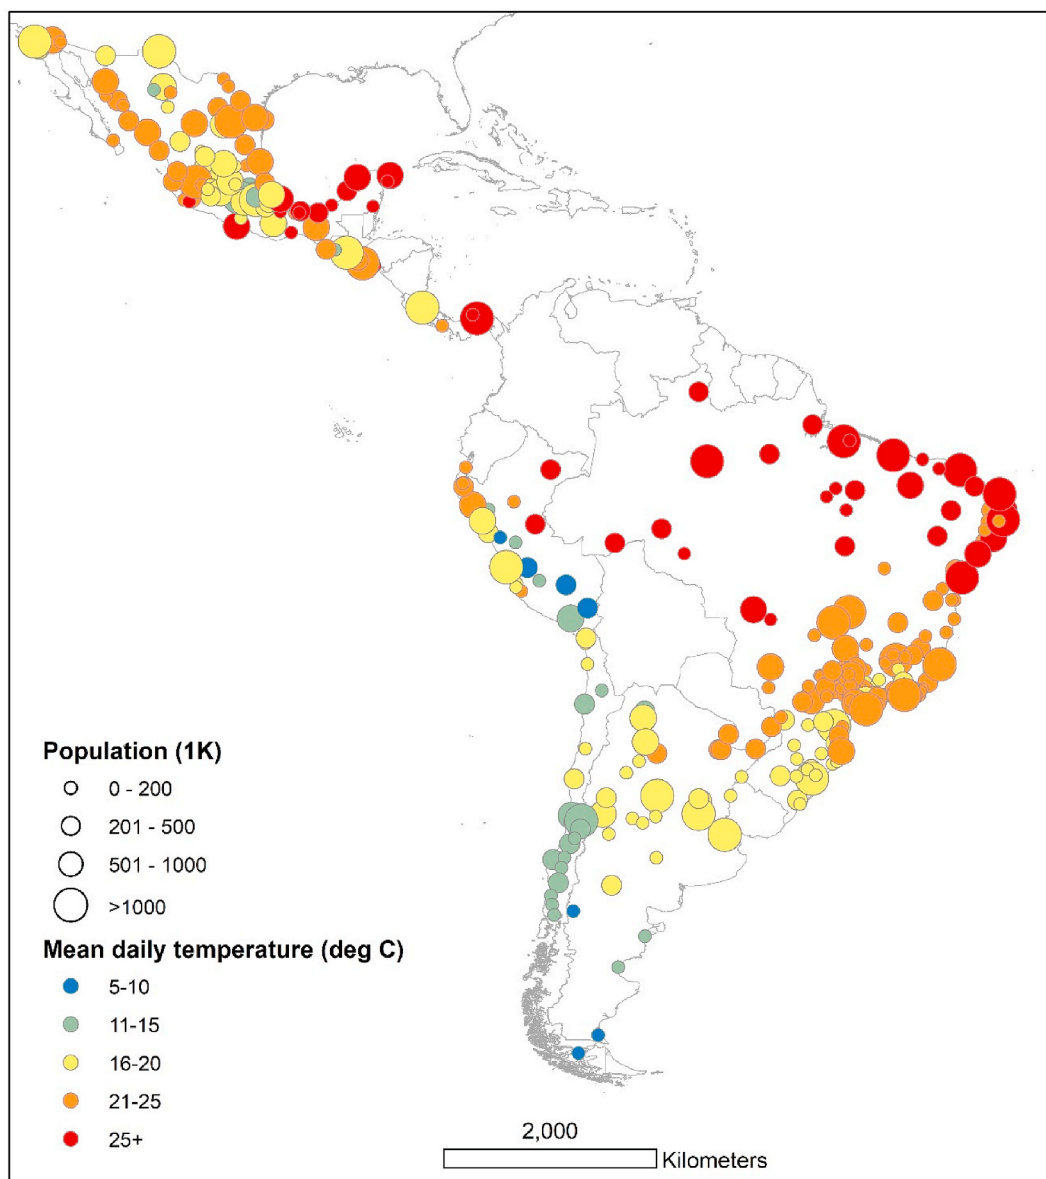 Population (1K)
0 - 200
201 - 500
501 - 1000
>1000
Mean daily temperature (deg C)
5-10
11-15
16-20
21-25
25+
2,000
Kilometers